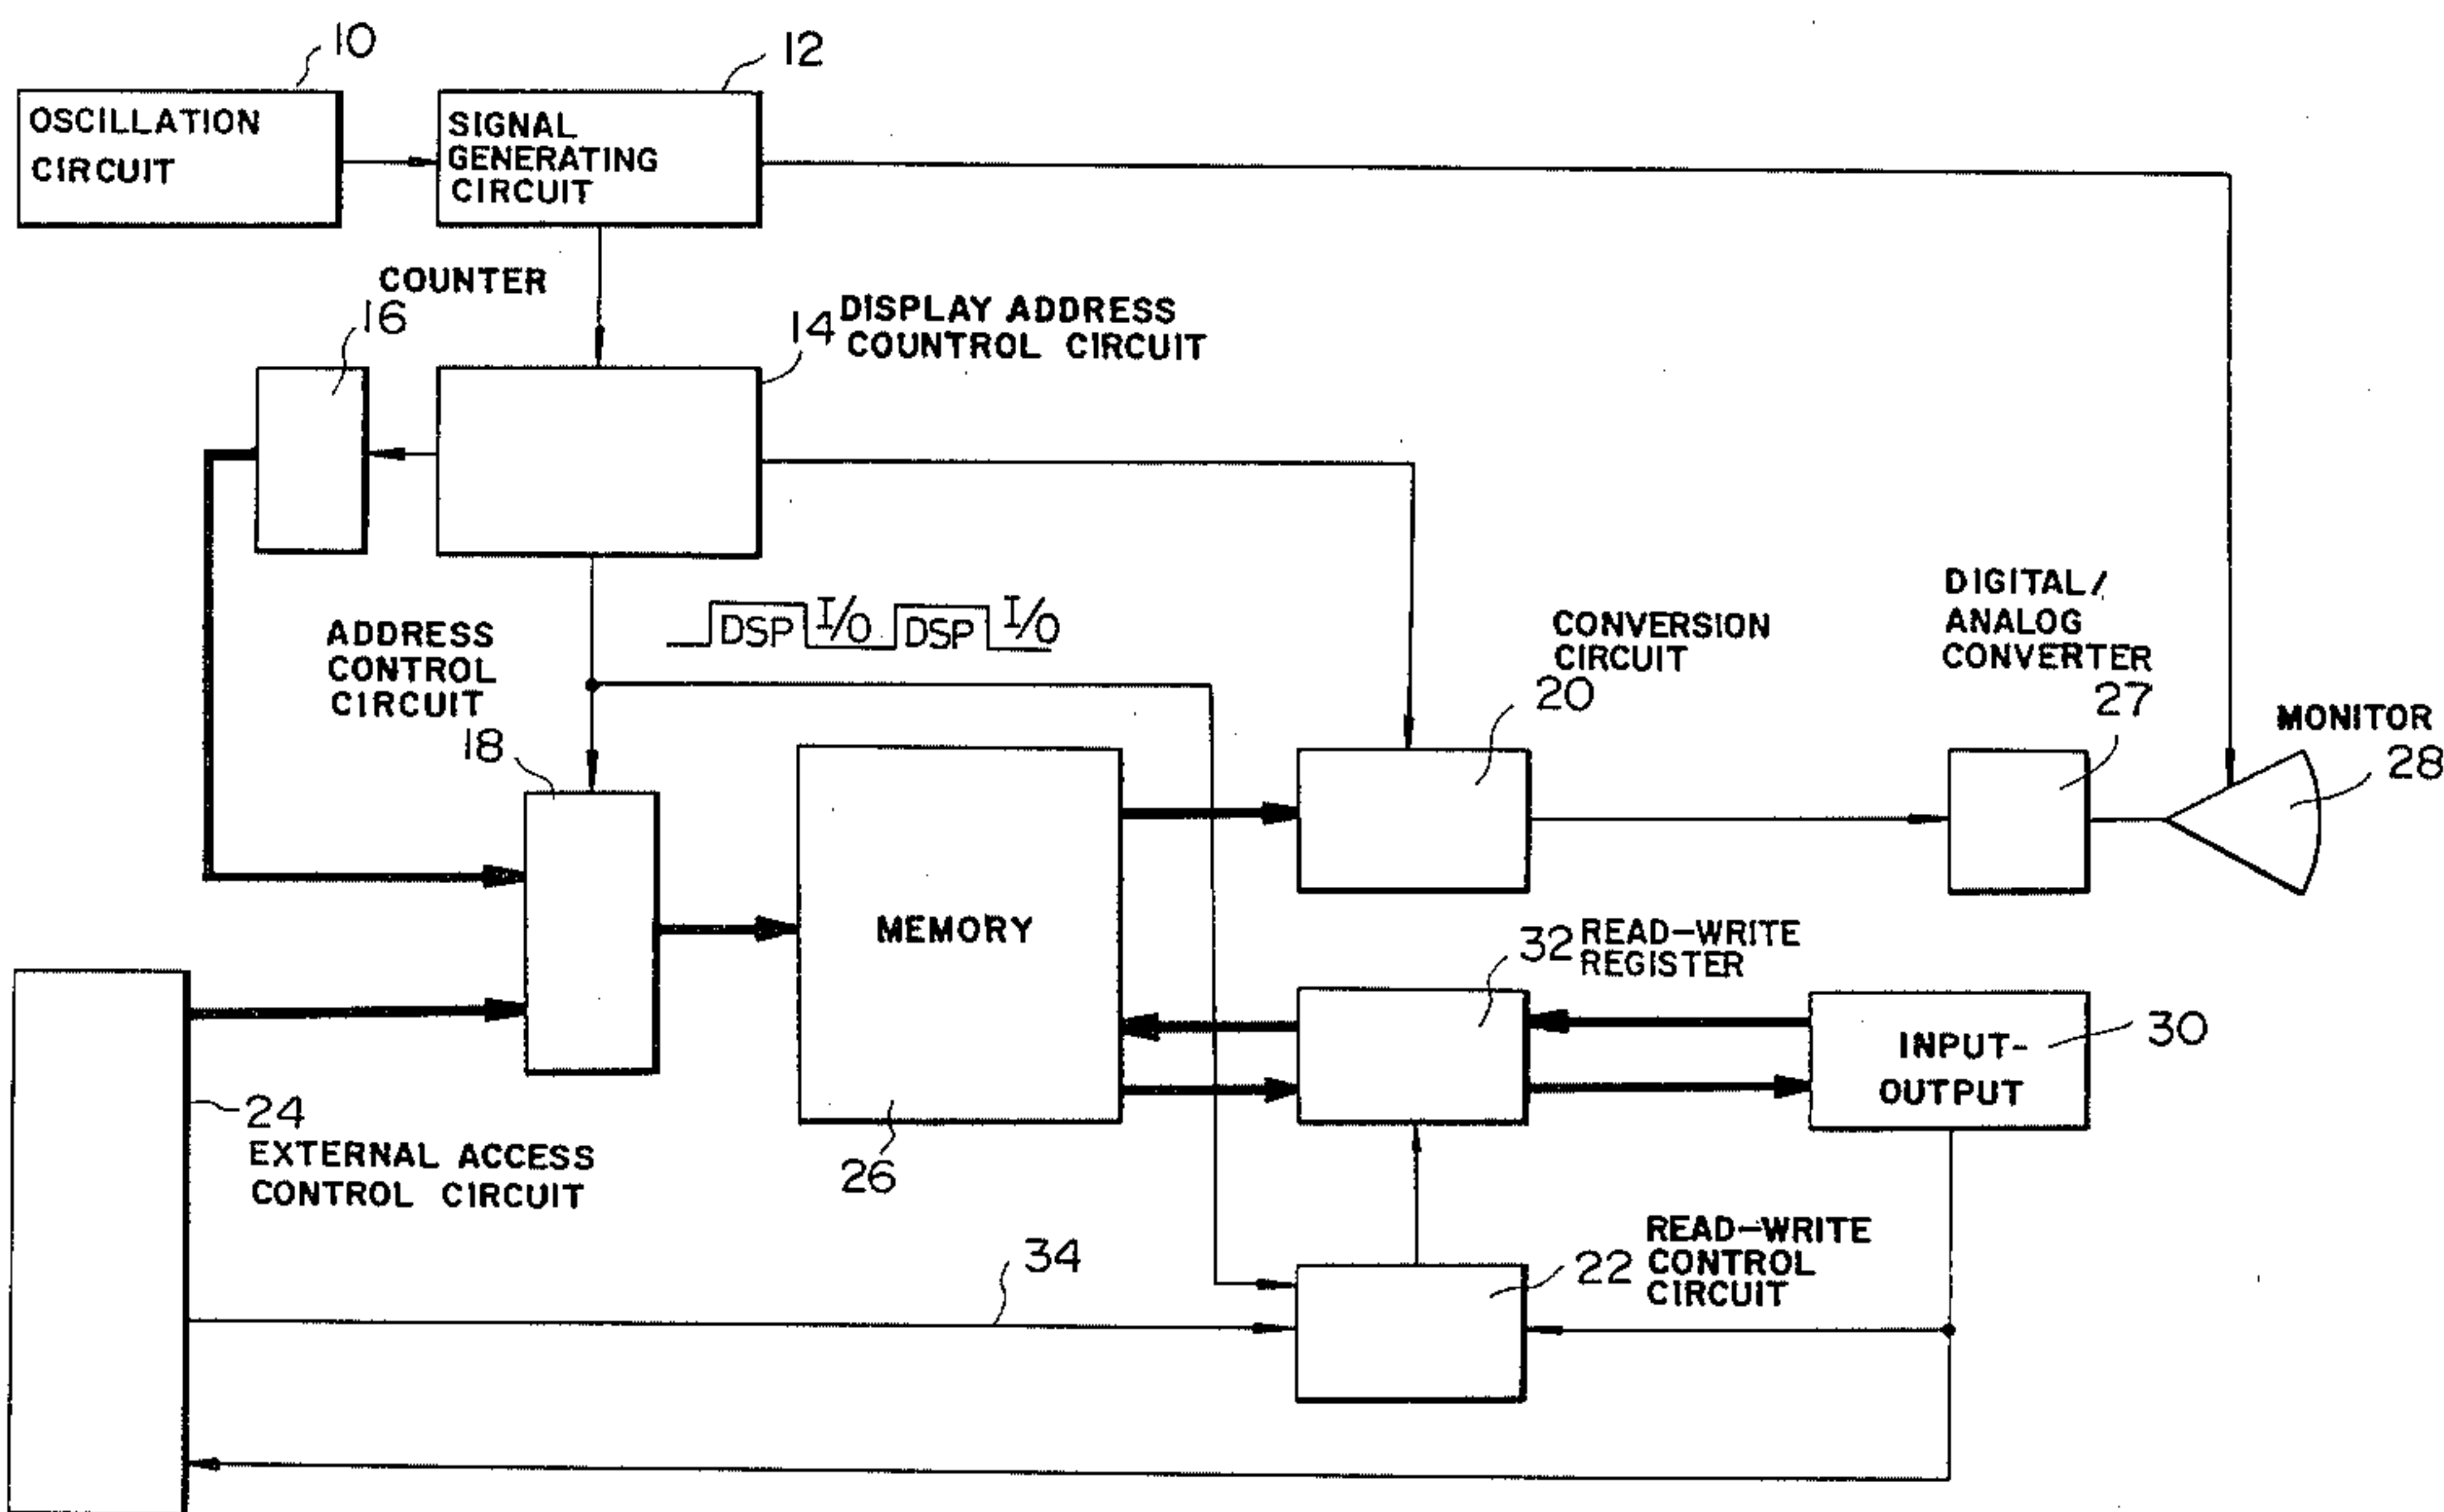 10
12
OSCILLATION
CIRCUIT
SIGNAL
GENERATING
CIRCUIT
COUNTER
16
14
DISPLAY ADDRESS
COUNTROL CIRCUIT
DSP I/O DSP I/O
ADDRESS
CONTROL
CIRCUIT
18
CONVERSION
CIRCUIT
20
DIGITAL/
ANALOG
CONVERTER
27
MONITOR
28
MEMORY
26
32
READ-WRITE
REGISTER
INPUT-
OUTPUT
30
24
EXTERNAL ACCESS
CONTROL CIRCUIT
34
22
READ-WRITE
CONTROL
CIRCUIT